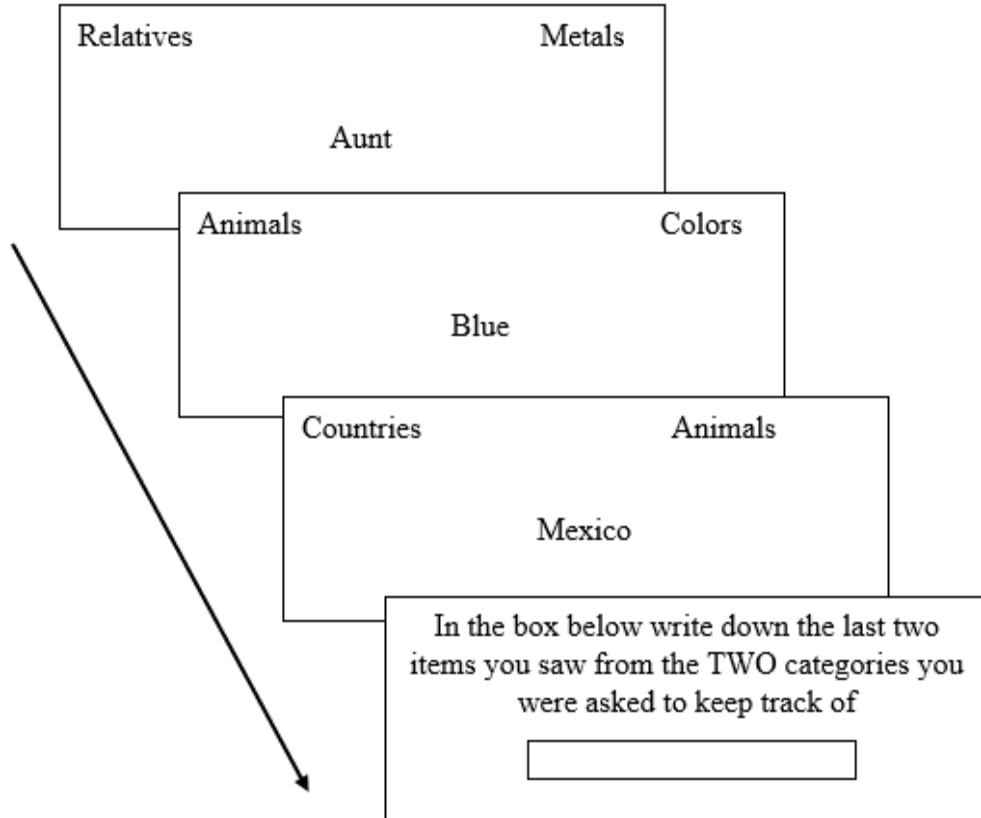 Relatives Metals
Aunt
Animals Colors
Blue
Countries Animals
Mexico
In the box below write down the last two
items you saw from the TWO categories you
were asked to keep track of